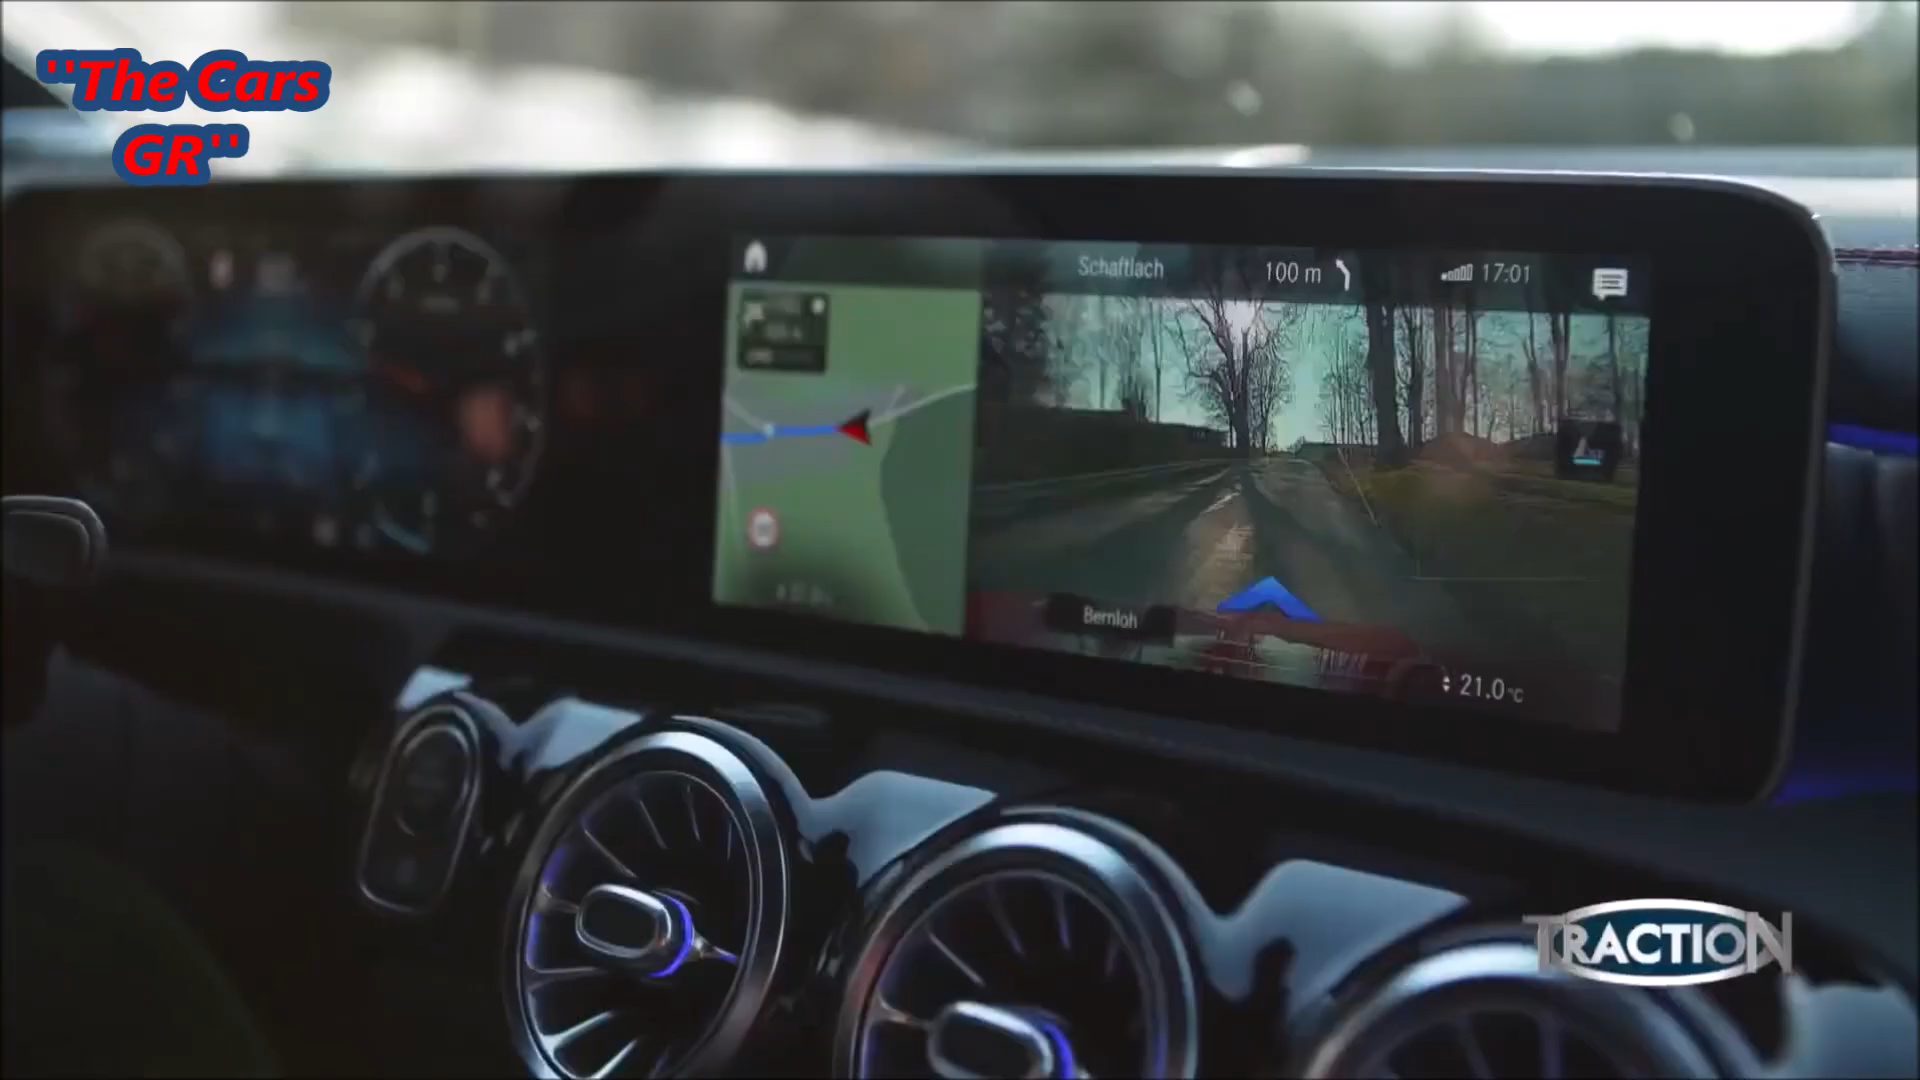 "The Cars
GR"
Schaftlach
100 m
17:01
Bernloh
21.0°C
TRACTION